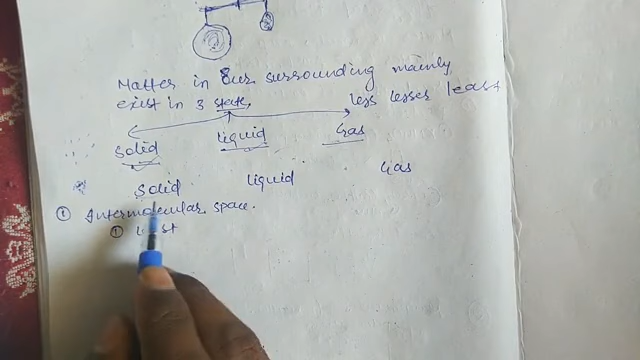 Matter in Our surrounding mainly
exist in 3 state. less lesser least
solid liquid Gas
solid liquid Gas
① Intermolecular space.
①